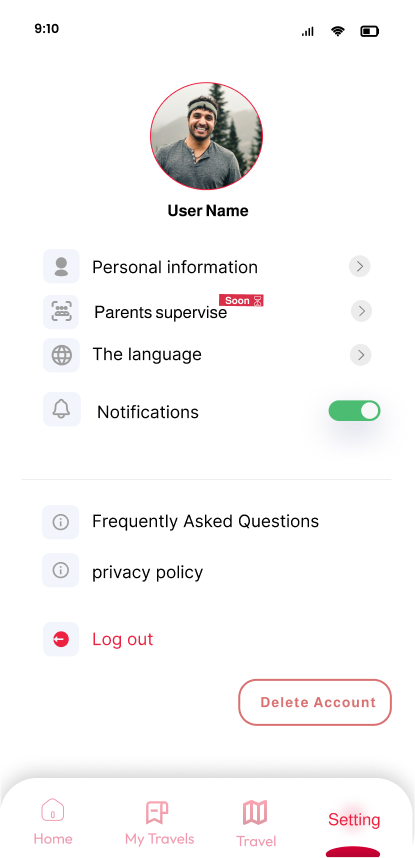 9:10
User Name
Personal information
Soon
Parents supervise
The language
Notifications
Frequently Asked Questions
privacy policy
Log out
Delete Account
Home
My Travels
Travel
Setting